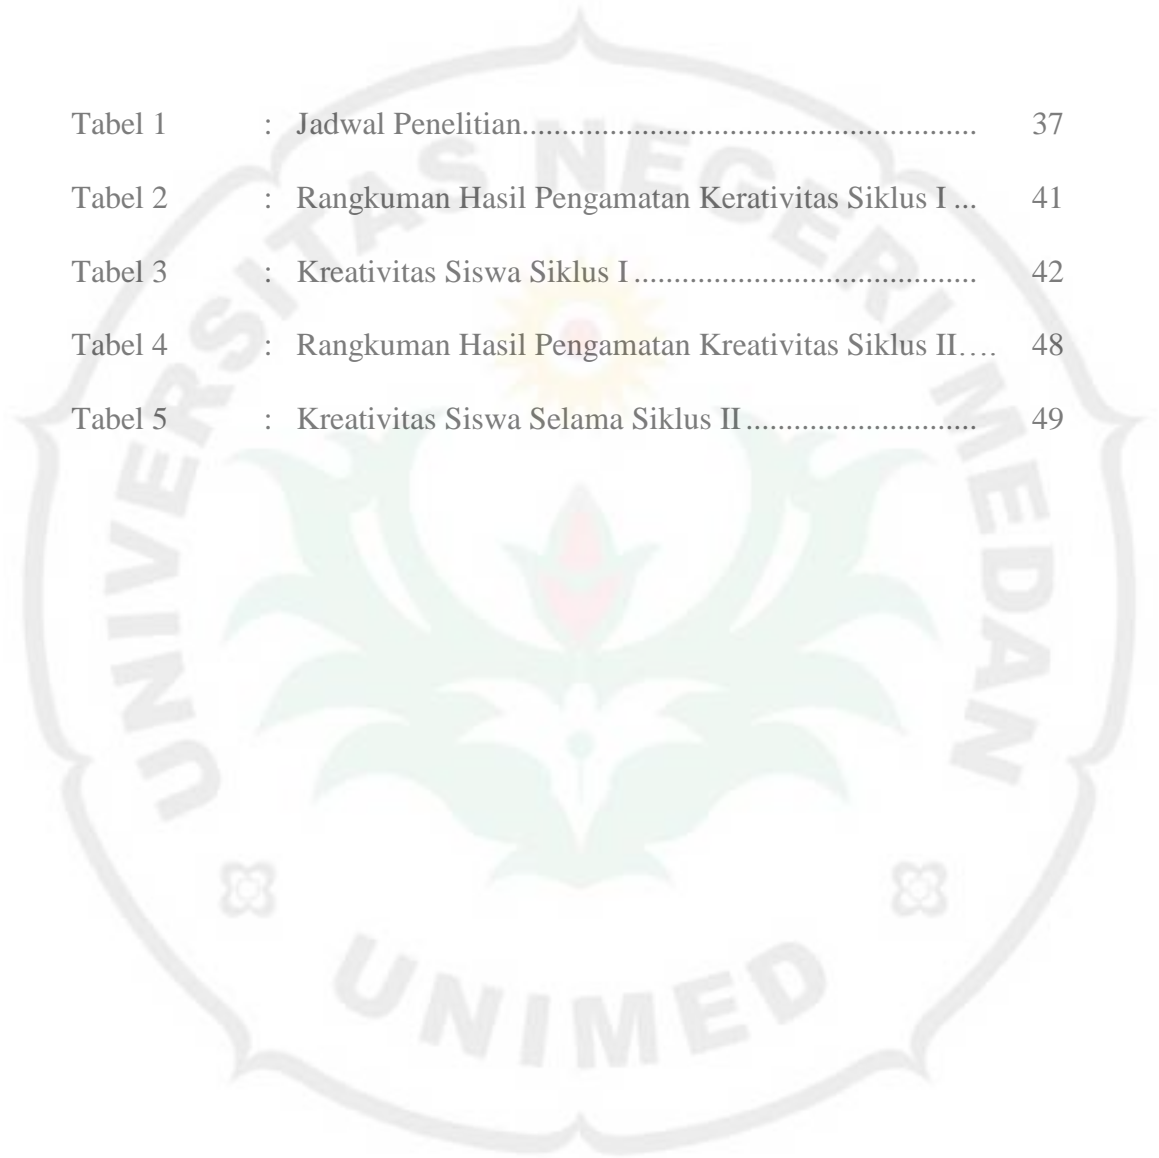 Tabel 1 : Jadwal Penelitian......................................................... 37
Tabel 2 : Rangkuman Hasil Pengamatan Kerativitas Siklus I ... 41
Tabel 3 : Kreativitas Siswa Siklus I ........................................... 42
Tabel 4 : Rangkuman Hasil Pengamatan Kreativitas Siklus II…. 48
Tabel 5 : Kreativitas Siswa Selama Siklus II ............................. 49
UNIVERSITAS NEGERI MEDAN
UNIMED